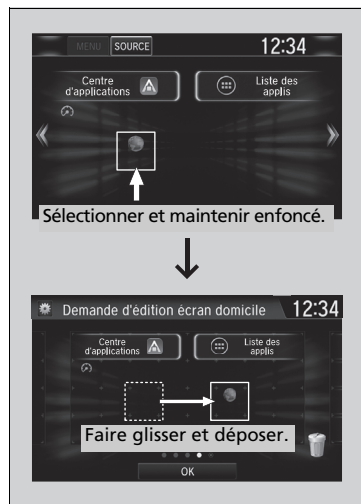 MENU SOURCE 12:34
Centre
d'applications
Liste des
applis
Sélectionner et maintenir enfoncé.
Demande d'édition écran domicile 12:34
Centre
d'applications
Liste des
applis
Faire glisser et déposer.
OK